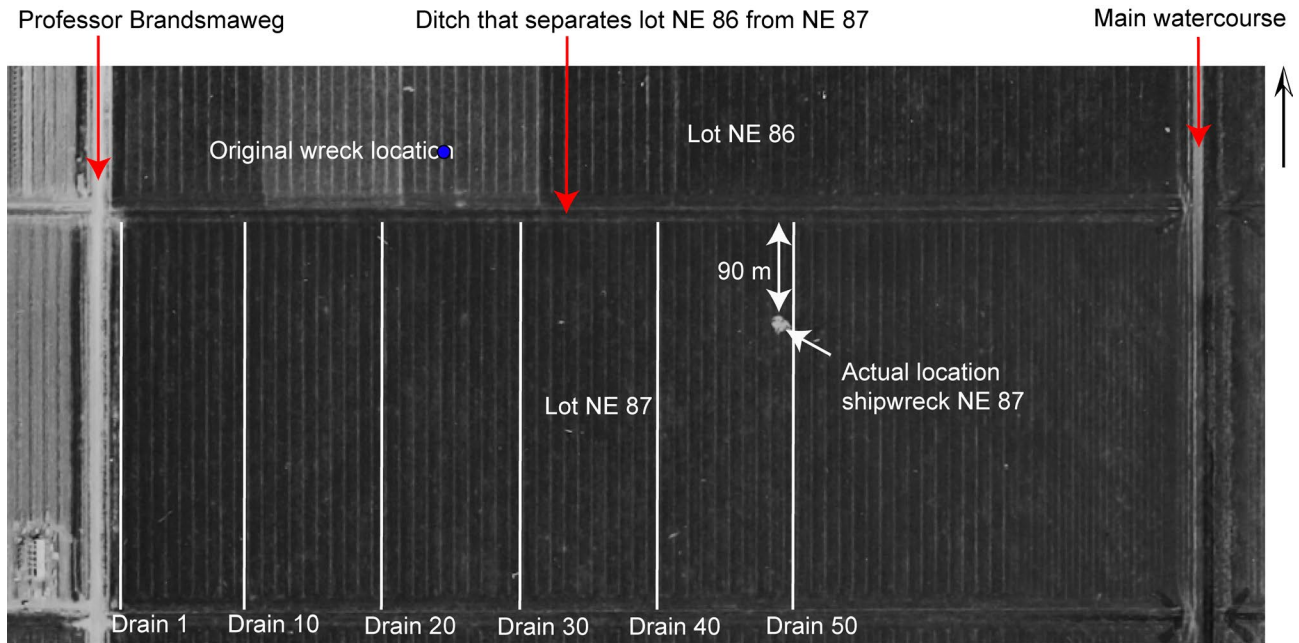 Professor Brandsmaweg
Ditch that separates lot NE 86 from NE 87
Main watercourse
Original wreck location
Lot NE 86
90 m
Actual location
shipwreck NE 87
Lot NE 87
Drain 1
Drain 10
Drain 20
Drain 30
Drain 40
Drain 50